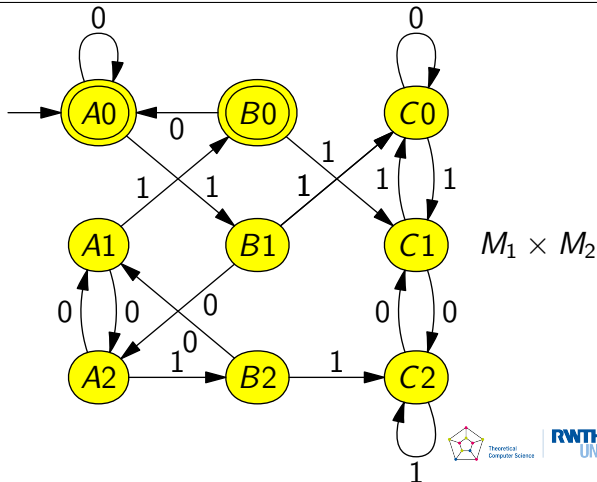 0
0
A0
B0
C0
0
1
1
1
1
1
1
A1
B1
C1
M₁ × M₂
0
0
0
0
0
0
A2
1
B2
1
C2
1
Theoretical
Computer Science
RWTH
UN